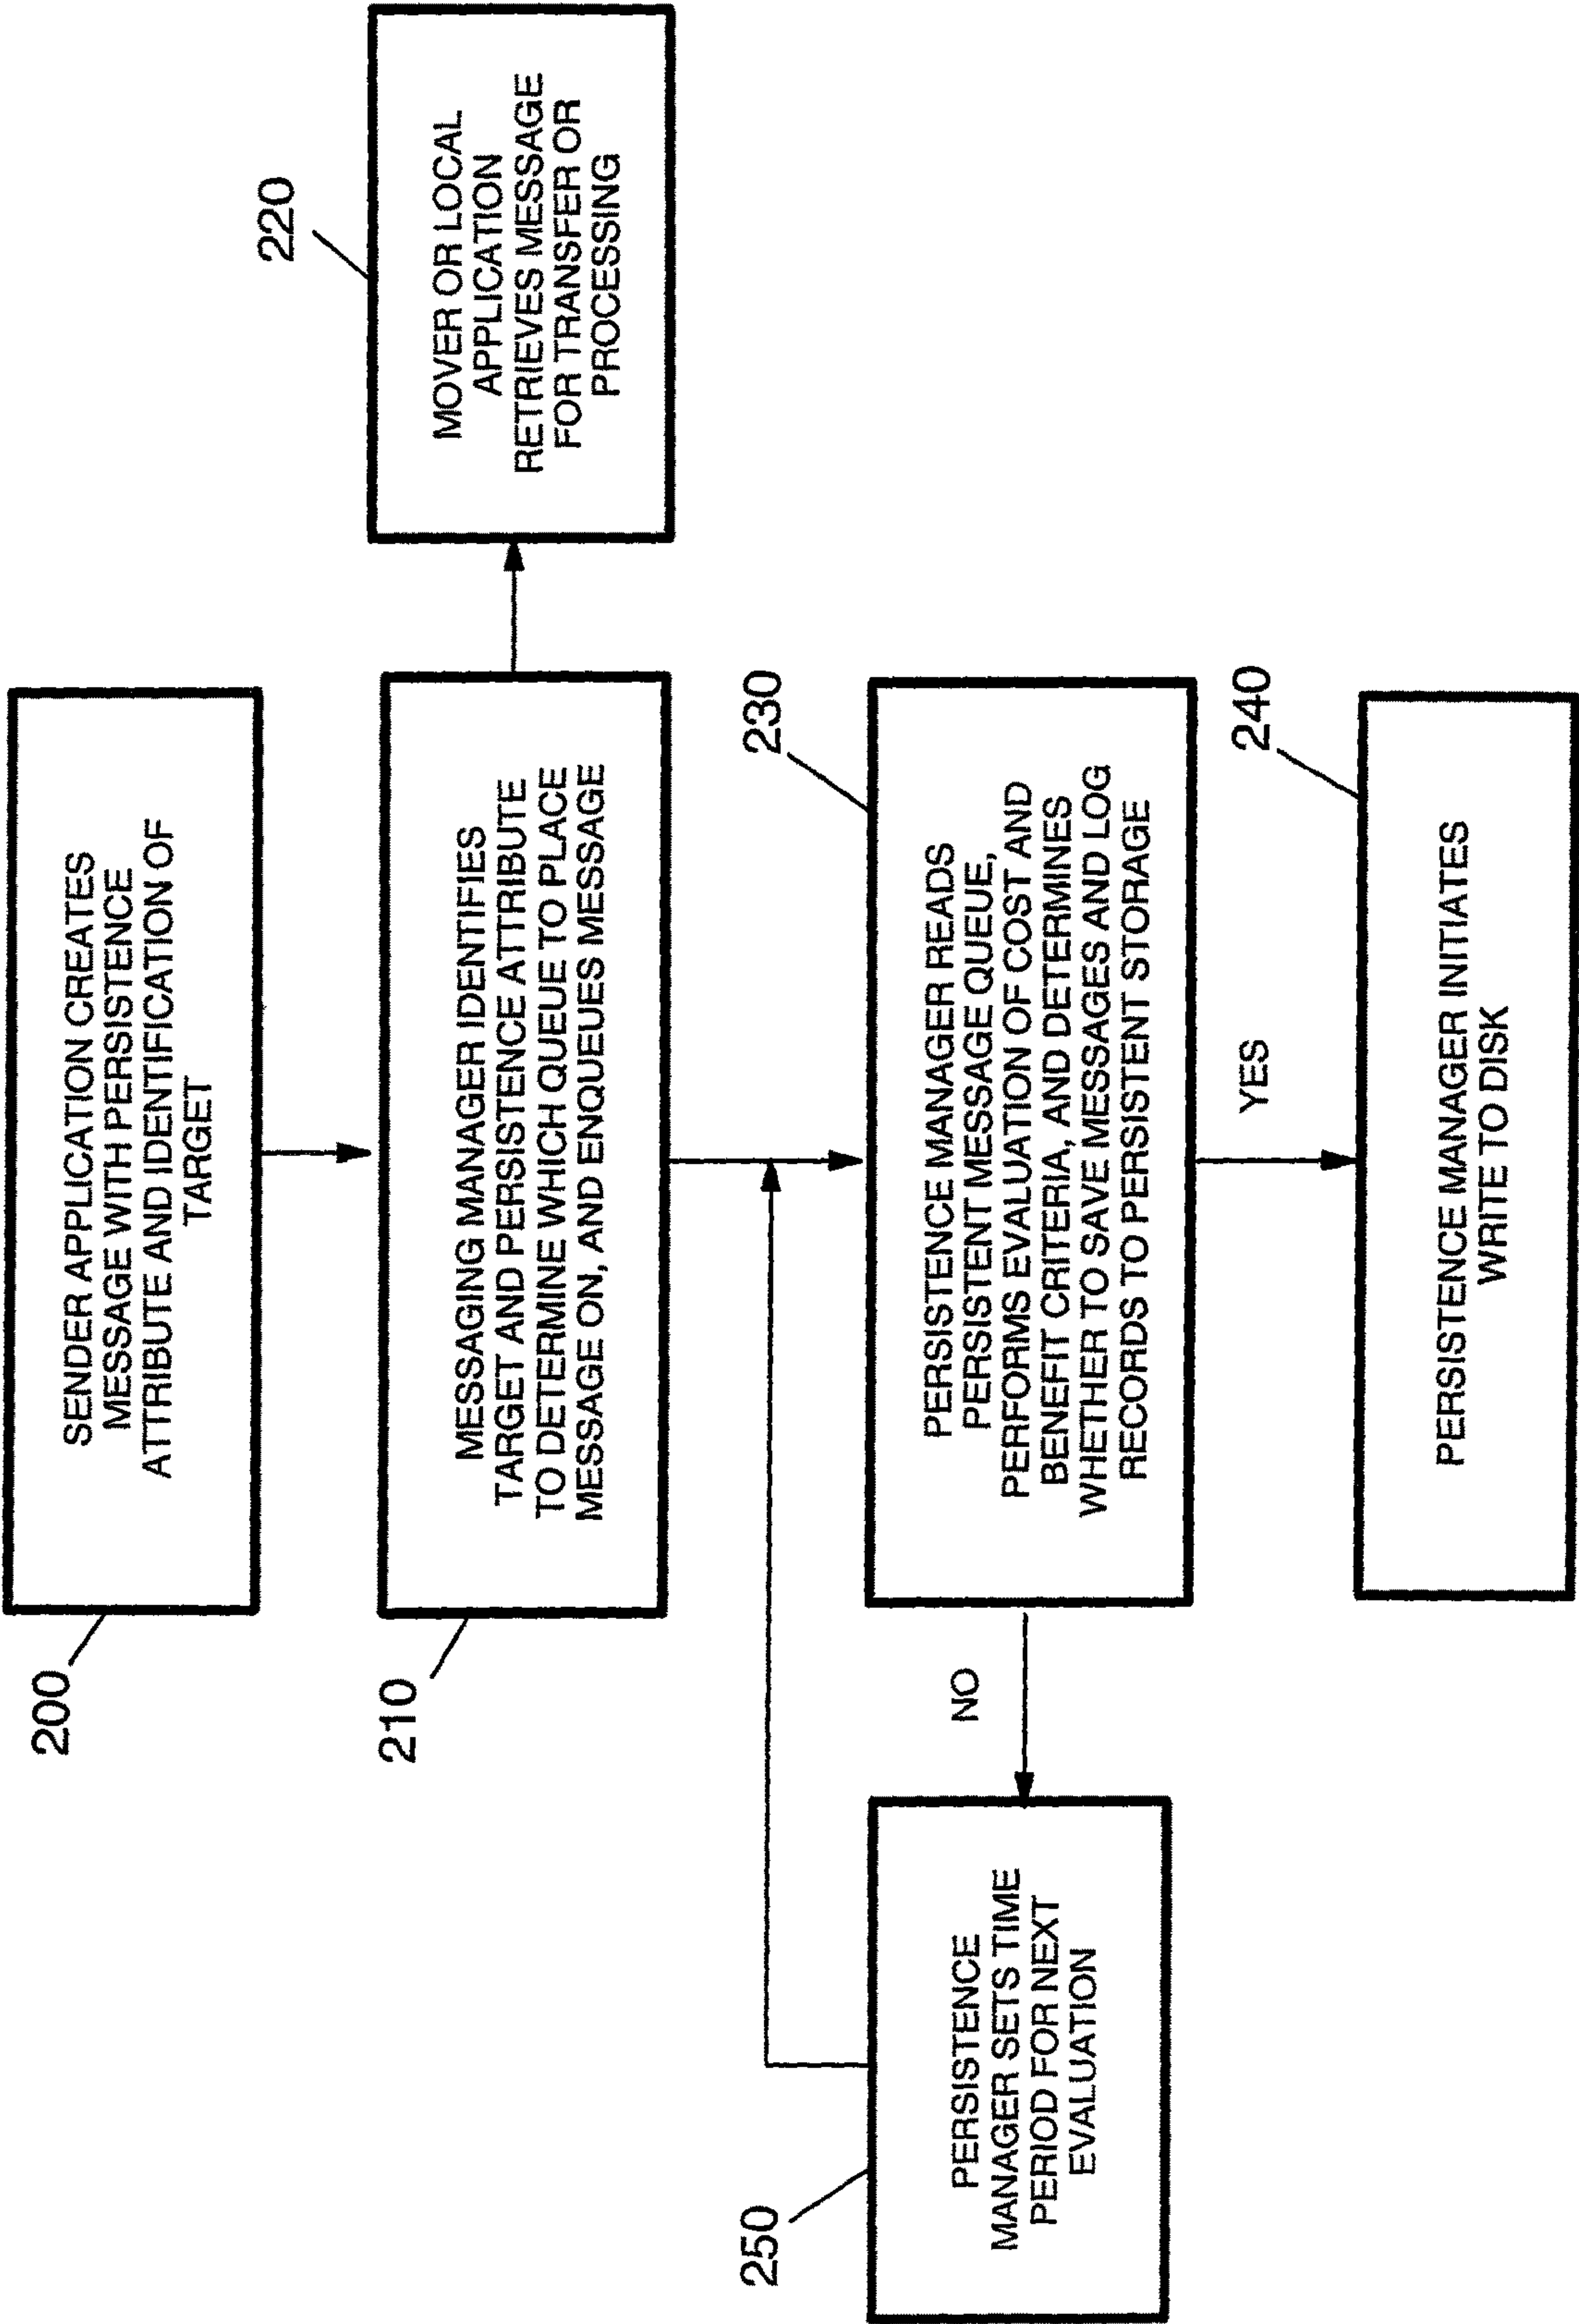 200
SENDER APPLICATION CREATES
MESSAGE WITH PERSISTENCE
ATTRIBUTE AND IDENTIFICATION OF
TARGET
210
MESSAGING MANAGER IDENTIFIES
TARGET AND PERSISTENCE ATTRIBUTE
TO DETERMINE WHICH QUEUE TO PLACE
MESSAGE ON, AND ENQUEUES MESSAGE
220
MOVER OR LOCAL
APPLICATION
RETRIEVES MESSAGE
FOR TRANSFER OR
PROCESSING
230
PERSISTENCE MANAGER READS
PERSISTENT MESSAGE QUEUE,
PERFORMS EVALUATION OF COST AND
BENEFIT CRITERIA, AND DETERMINES
WHETHER TO SAVE MESSAGES AND LOG
RECORDS TO PERSISTENT STORAGE
NO
250
PERSISTENCE
MANAGER SETS TIME
PERIOD FOR NEXT
EVALUATION
YES
240
PERSISTENCE MANAGER INITIATES
WRITE TO DISK